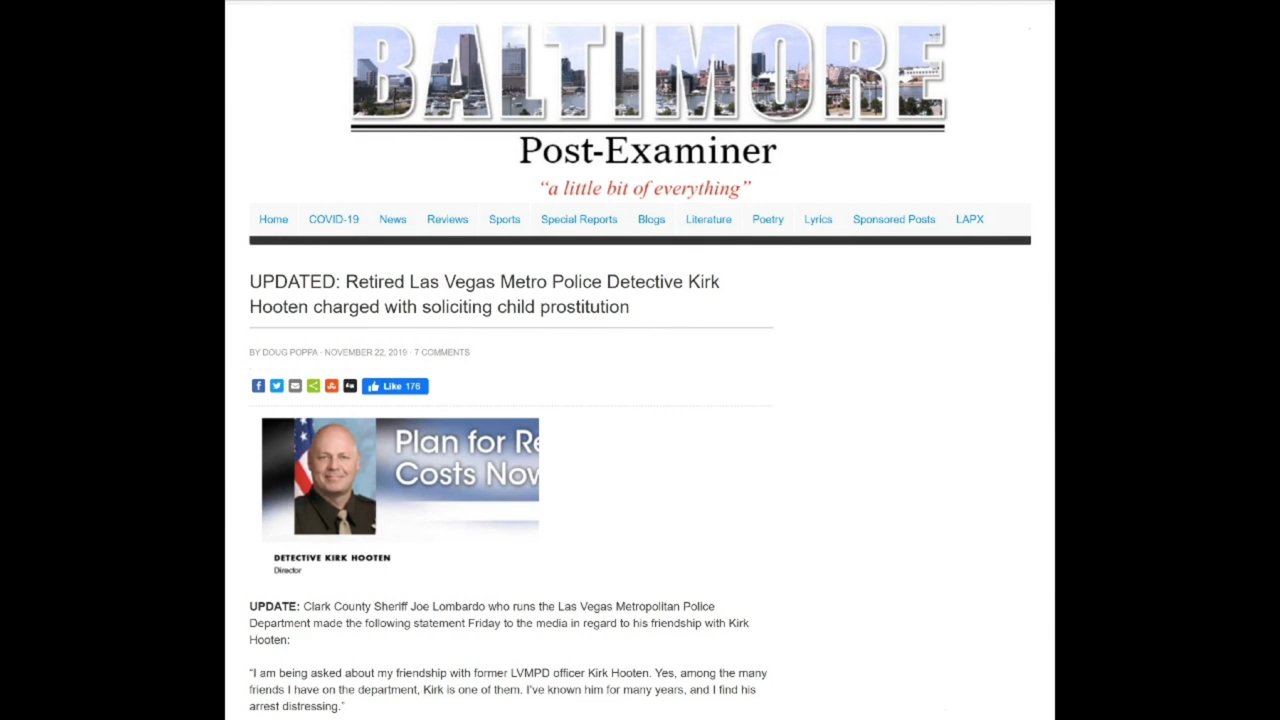 BALTIMORE
Post-Examiner
“a little bit of everything”
Home COVID-19 News Reviews Sports Special Reports Blogs Literature Poetry Lyrics Sponsored Posts LAPX
UPDATED: Retired Las Vegas Metro Police Detective Kirk
Hooten charged with soliciting child prostitution
BY DOUG POPPA · NOVEMBER 22, 2019 · 7 COMMENTS
Like 176
Plan for Re
Costs Now
DETECTIVE KIRK HOOTEN
Director
UPDATE: Clark County Sheriff Joe Lombardo who runs the Las Vegas Metropolitan Police
Department made the following statement Friday to the media in regard to his friendship with Kirk
Hooten:
“I am being asked about my friendship with former LVMPD officer Kirk Hooten. Yes, among the many
friends I have on the department, Kirk is one of them. I’ve known him for many years, and I find his
arrest distressing.”